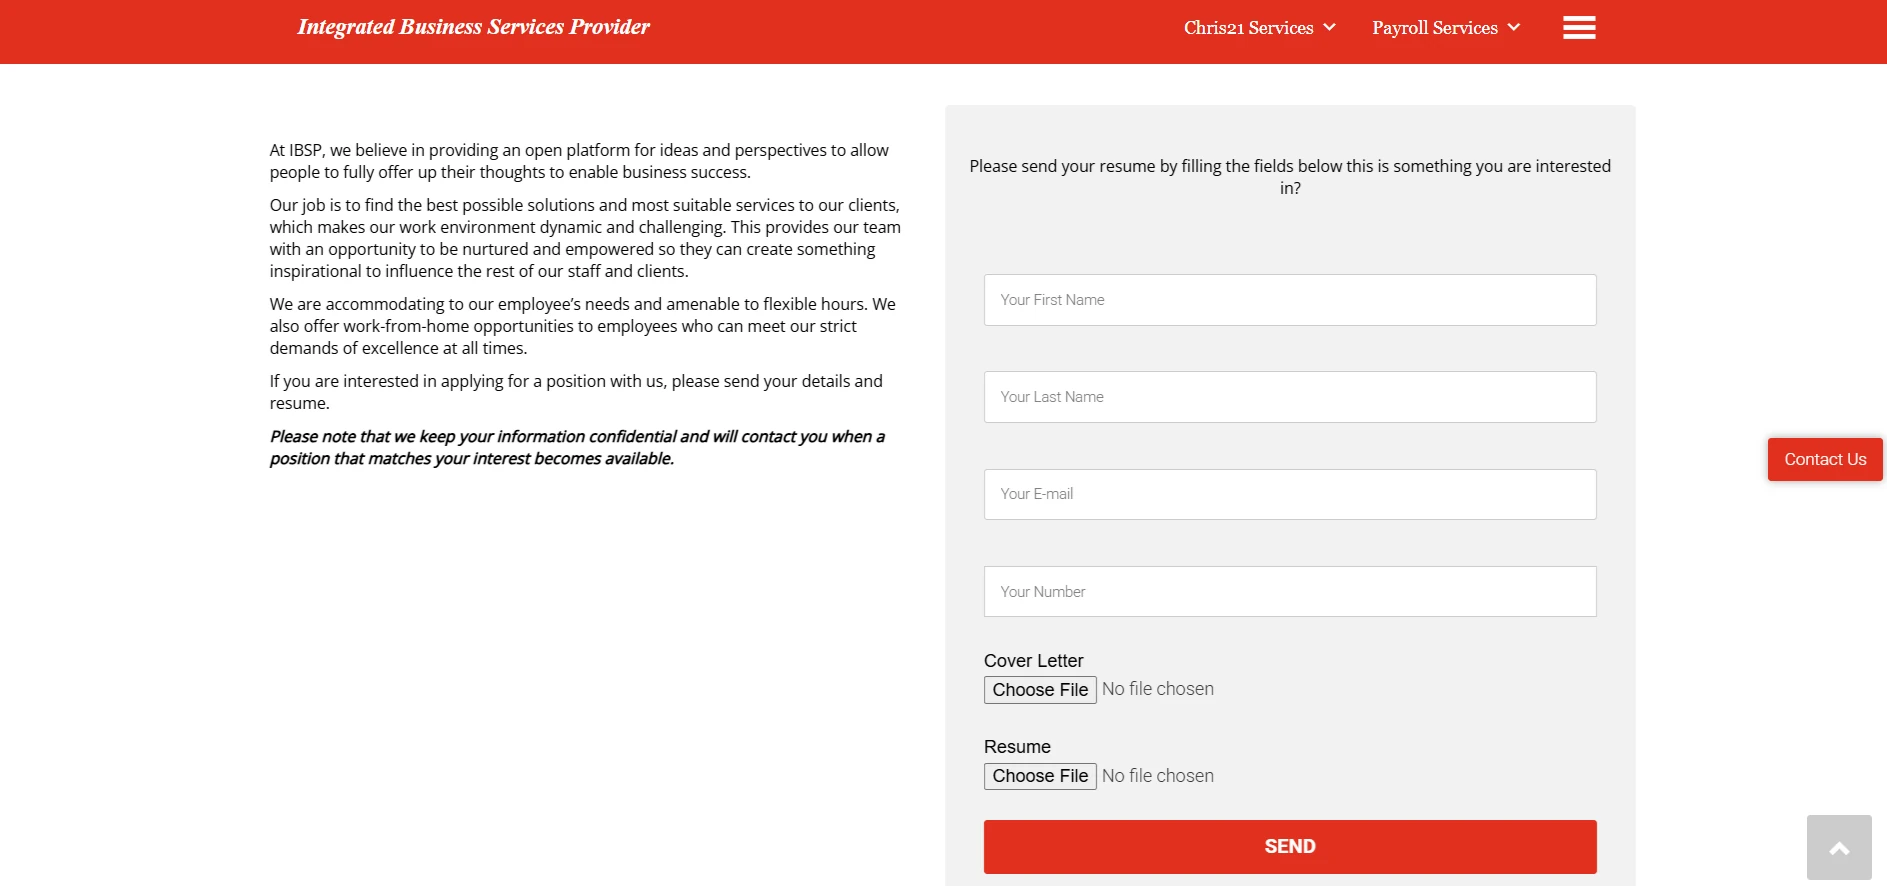 Integrated Business Services Provider
Chris21 Services
Payroll Services
At IBSP, we believe in providing an open platform for ideas and perspectives to allow
people to fully offer up their thoughts to enable business success.
Our job is to find the best possible solutions and most suitable services to our clients,
which makes our work environment dynamic and challenging. This provides our team
with an opportunity to be nurtured and empowered so they can create something
inspirational to influence the rest of our staff and clients.
We are accommodating to our employee’s needs and amenable to flexible hours. We
also offer work-from-home opportunities to employees who can meet our strict
demands of excellence at all times.
If you are interested in applying for a position with us, please send your details and
resume.
Please note that we keep your information confidential and will contact you when a
position that matches your interest becomes available.
Please send your resume by filling the fields below this is something you are interested
in?
Your First Name
Your Last Name
Your E-mail
Your Number
Cover Letter
Choose File No file chosen
Resume
Choose File No file chosen
SEND
Contact Us